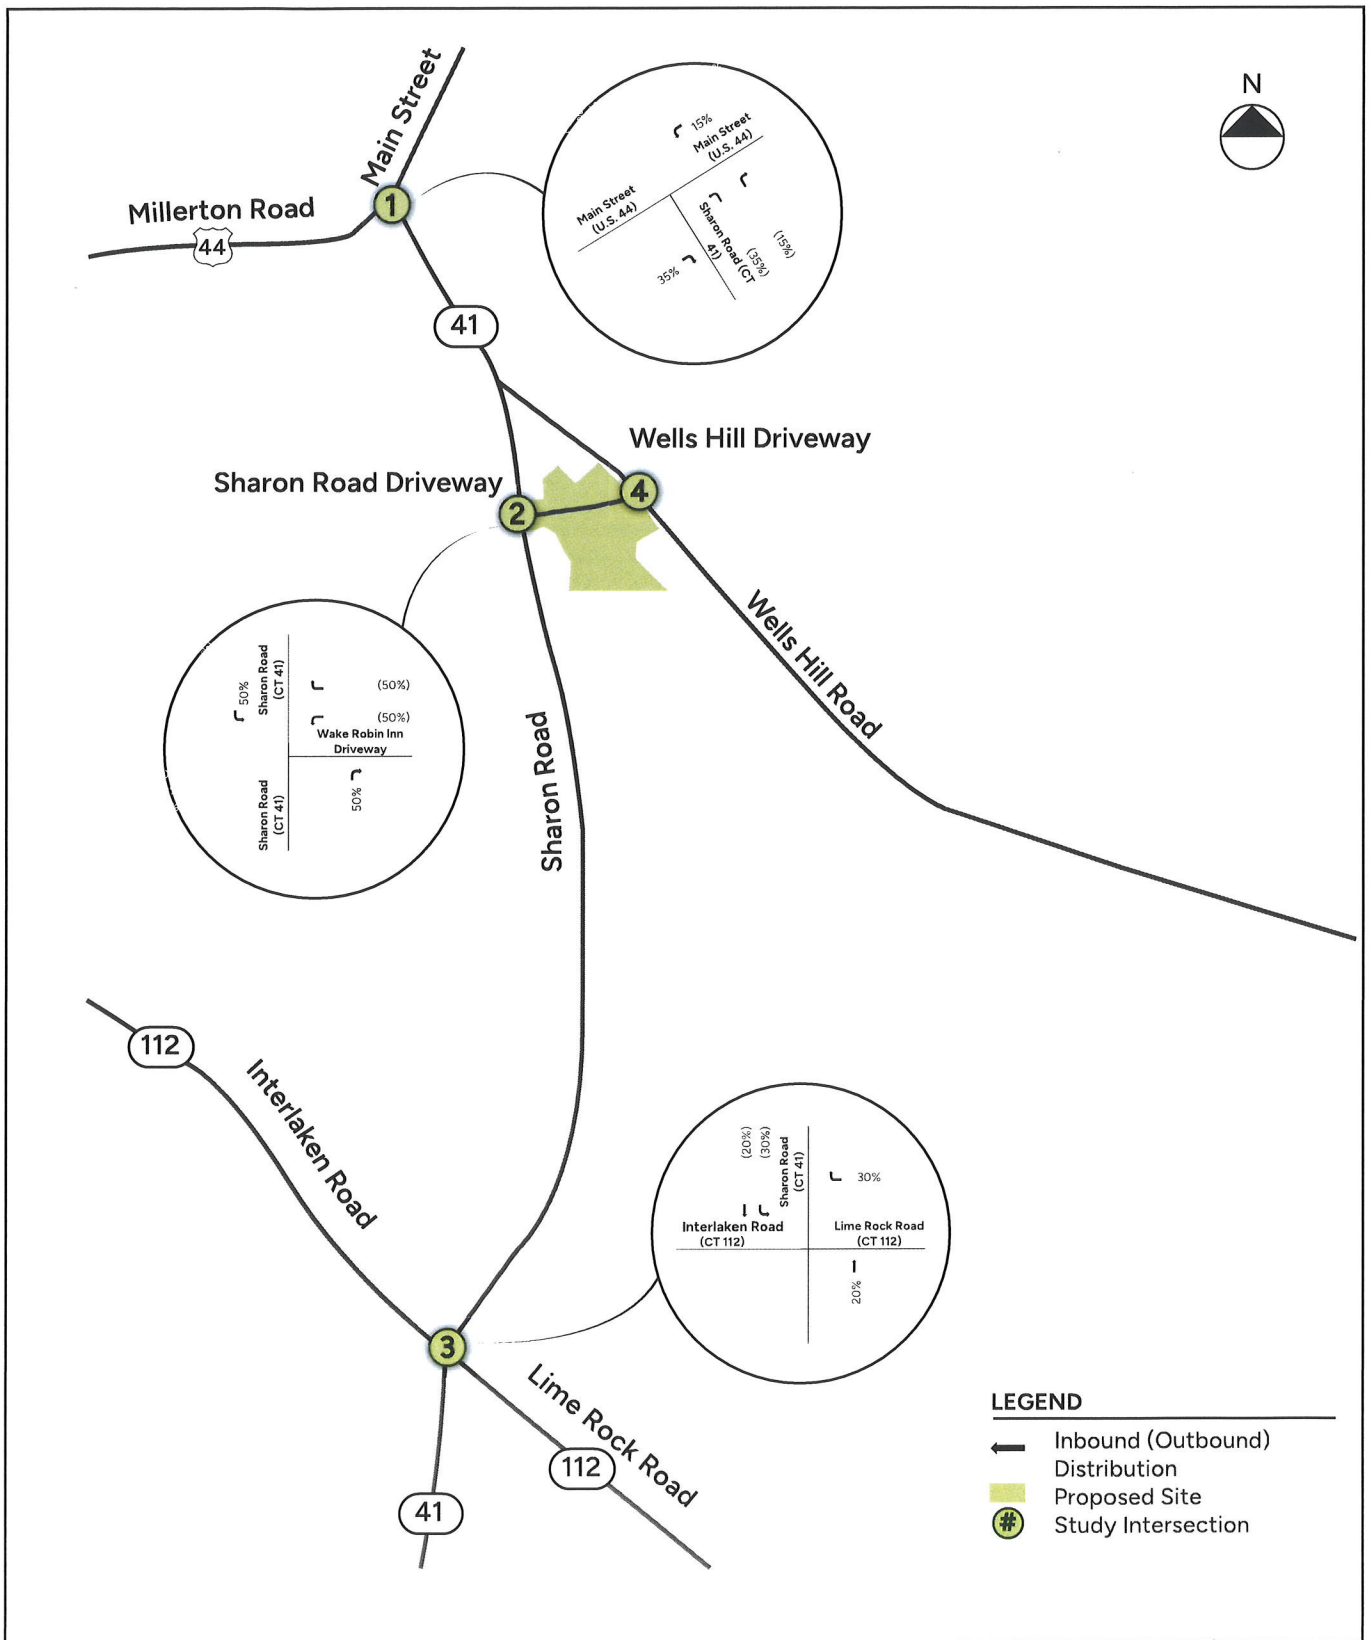 N
Main Street
Millerton Road
44
1
15%
Main Street
(U.S. 44)
Main Street
(U.S. 44)
Sharon Road (CT
41)
(15%)
(35%)
35%
41
Wells Hill Driveway
Sharon Road Driveway
4
2
Wells Hill Road
50%
Sharon Road
(CT 41)
(50%)
(50%)
Wake Robin Inn
Driveway
50%
Sharon Road
(CT 41)
Sharon Road
112
Interlaken Road
(20%)
(30%)
Sharon Road
(CT 41)
30%
Interlaken Road
(CT 112)
Lime Rock Road
(CT 112)
20%
3
Lime Rock Road
112
41
LEGEND
Inbound (Outbound)
Distribution
Proposed Site
# Study Intersection